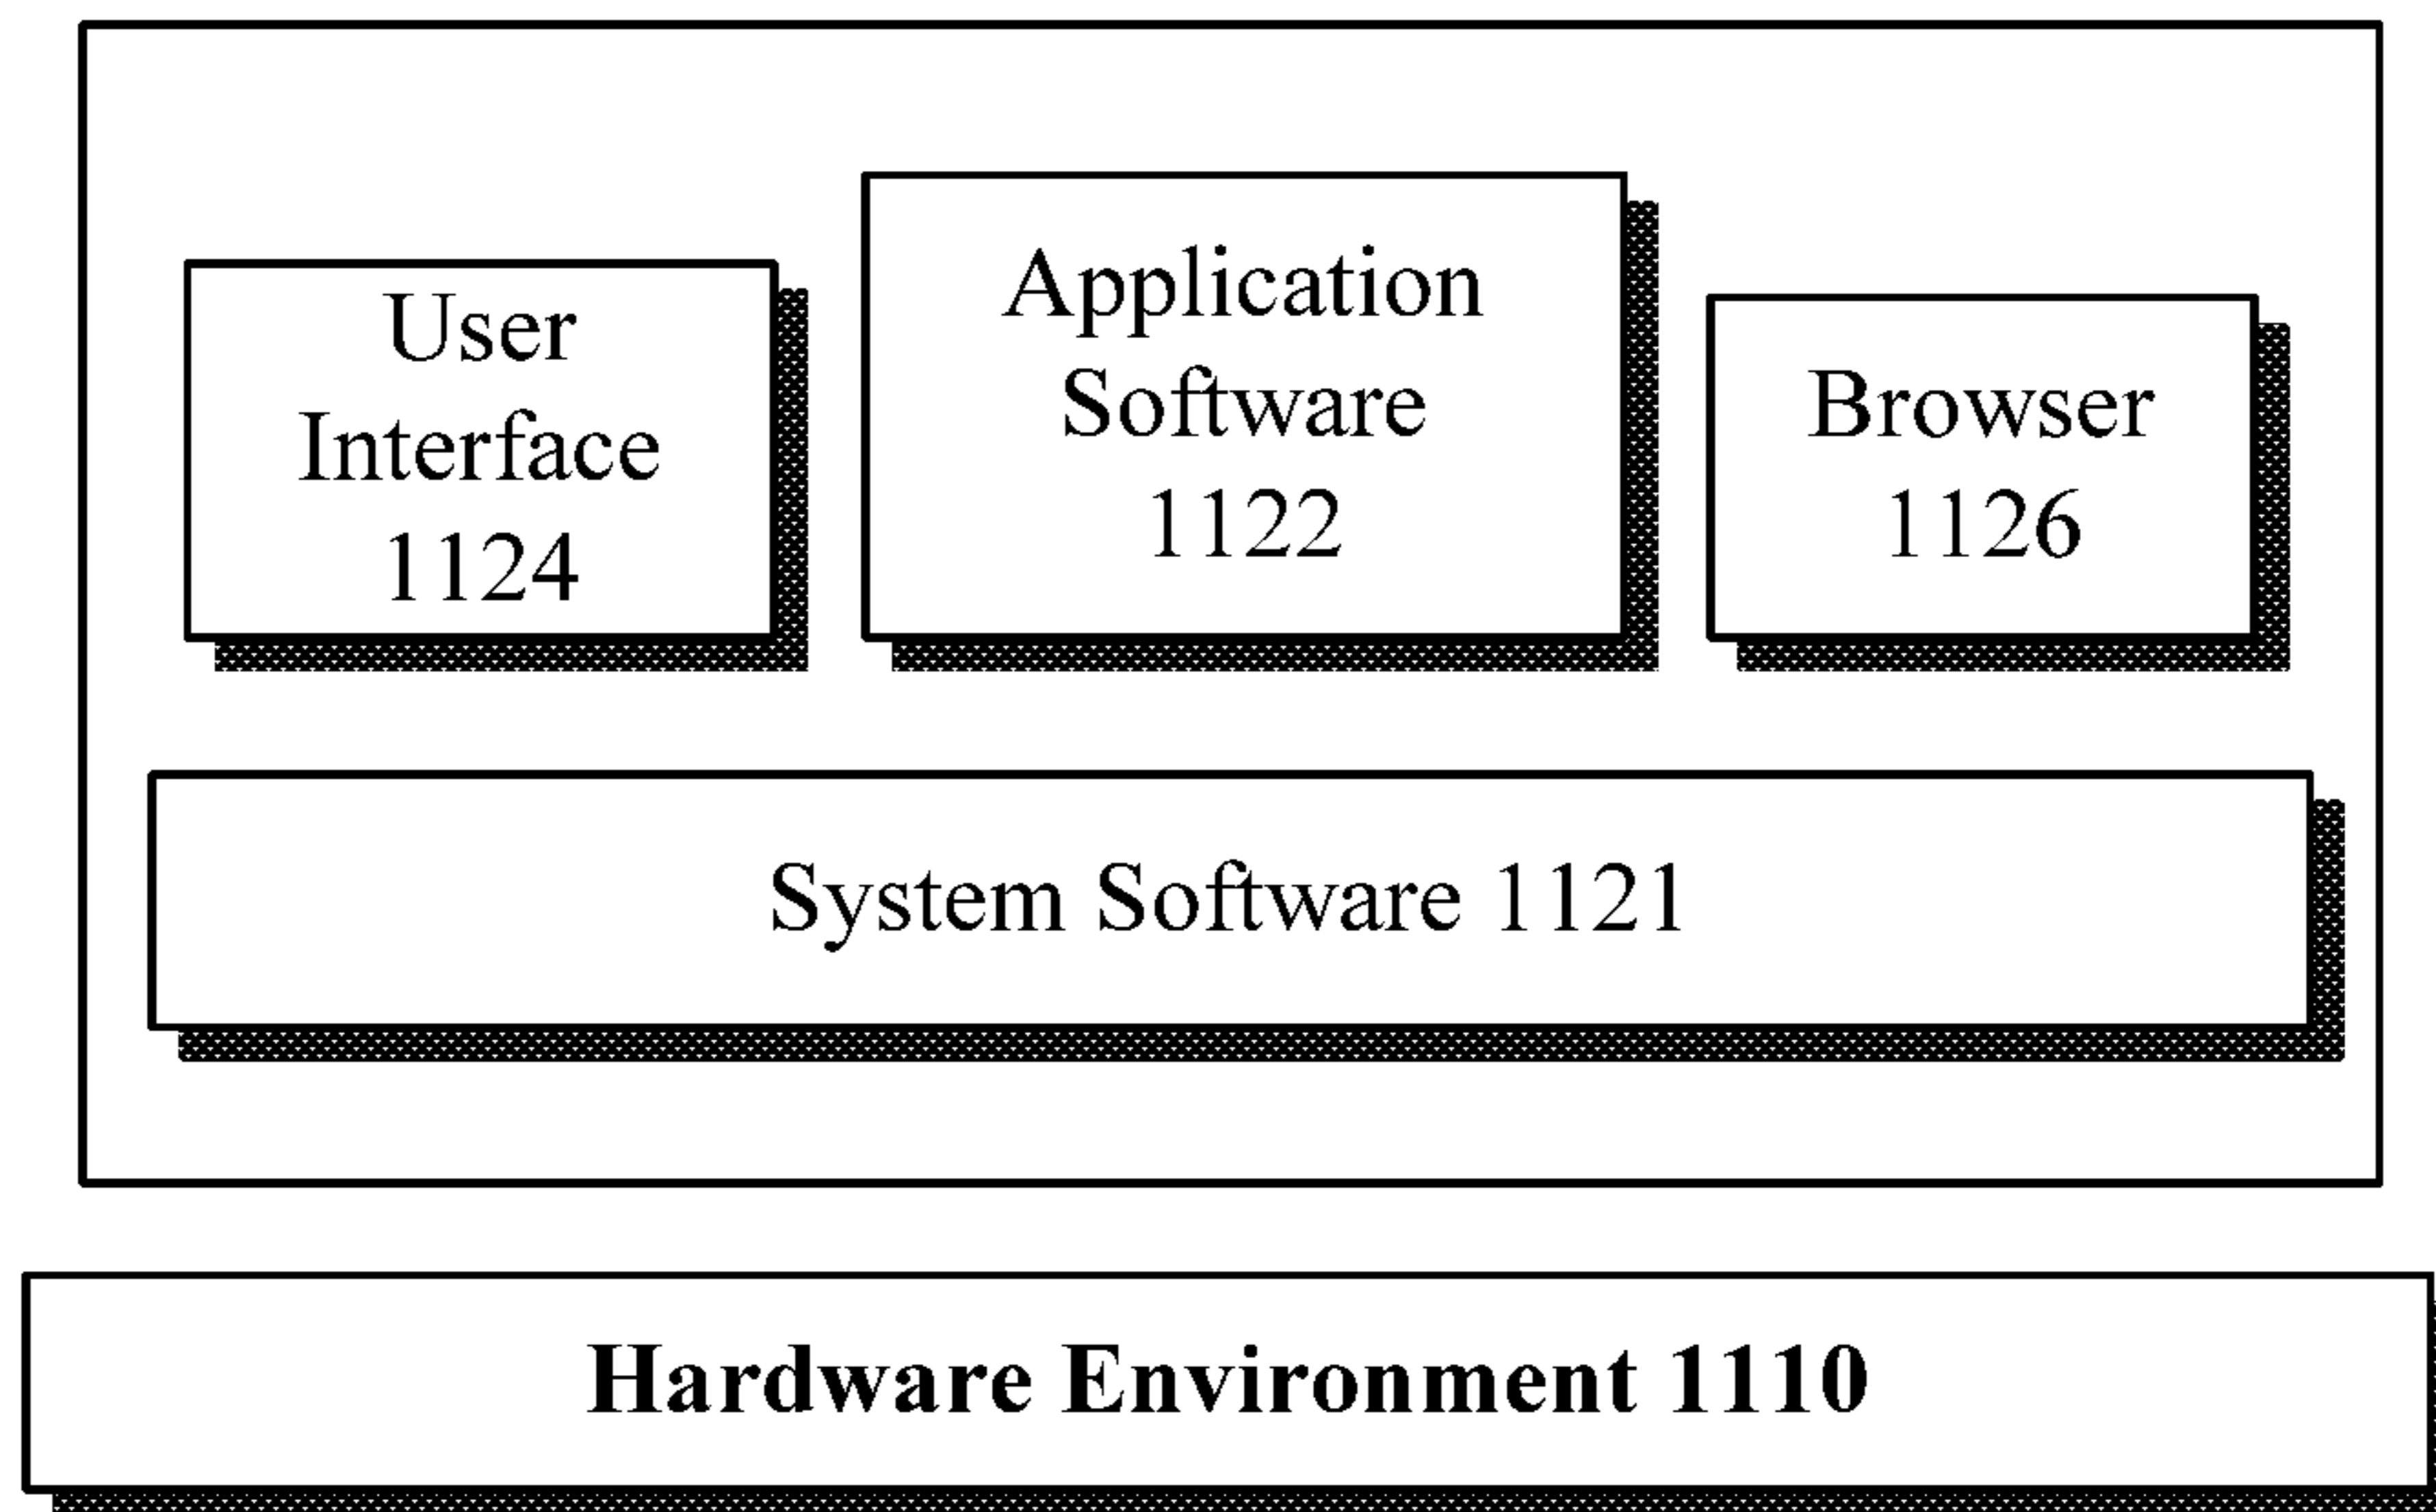 User
Interface
1124
Application
Software
1122
Browser
1126
System Software 1121
Hardware Environment 1110